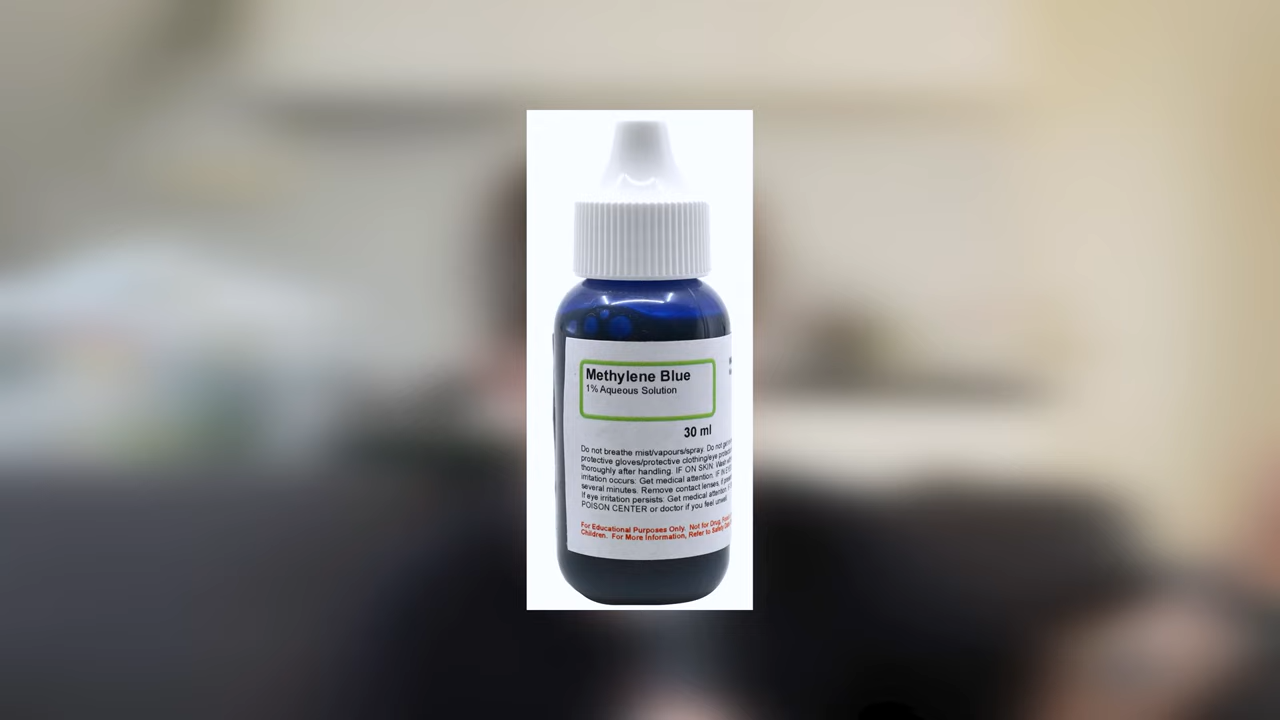 Methylene Blue
1% Aqueous Solution
30 ml
Do not breathe mist/vapours/spray. Do not
protective gloves/protective clothing/eye
thoroughly after handling. IF ON SKIN: Wash
irritation occurs: Get medical attention. IF IN
several minutes. Remove contact lenses, if
If eye irritation persists: Get medical attention.
POISON CENTER or doctor if you feel unwell.
For Educational Purposes Only. Not for Drug,
Children. For More Information, Refer to Safety